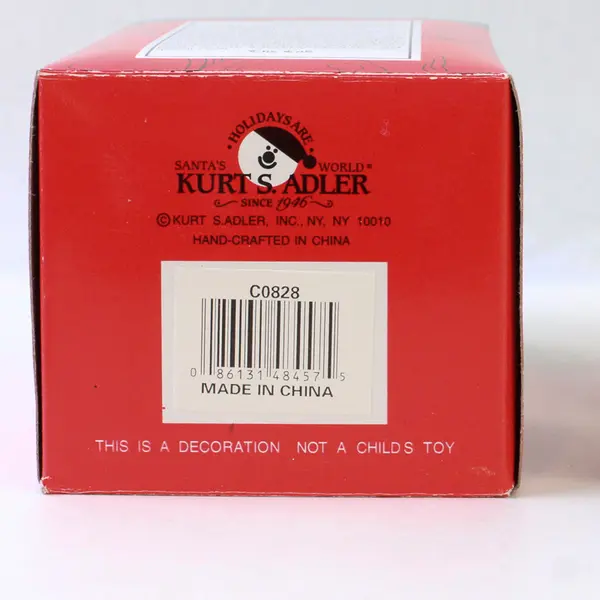 HOLIDAYS ARE
SANTA'S WORLD®
KURT S. ADLER
SINCE 1946
©KURT S.ADLER, INC., NY, NY 10010
HAND-CRAFTED IN CHINA
C0828
0 86131 48457 5
MADE IN CHINA
THIS IS A DECORATION NOT A CHILD'S TOY